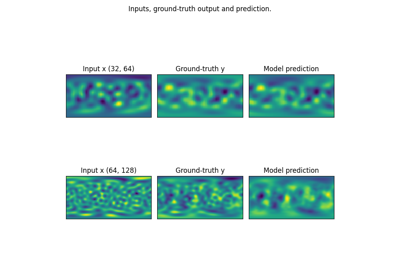 Inputs, ground-truth output and prediction.
Input x (32, 64) Ground-truth y Model prediction
Input x (64, 128) Ground-truth y Model prediction